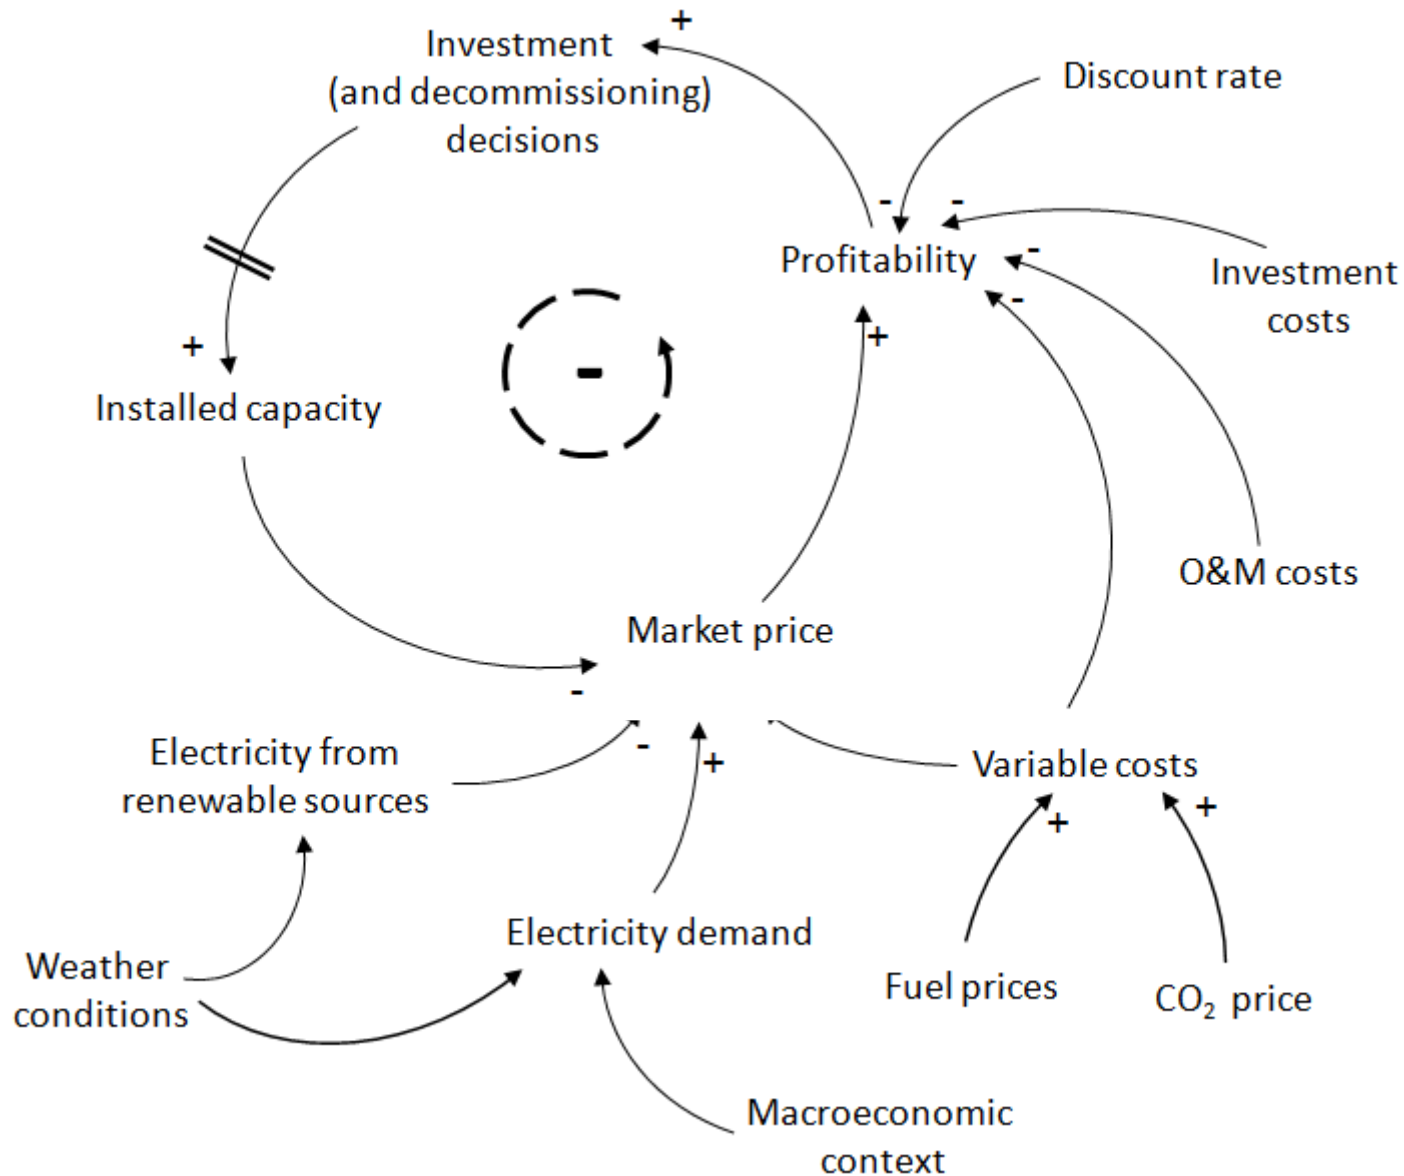 +
Investment
(and decommissioning)
decisions
Discount rate
- -
Profitability
-
-
Investment
costs
+
+
-
Installed capacity
O&M costs
Market price
-
-
+
Electricity from
renewable sources
Variable costs
+
+
Electricity demand
Weather
conditions
Fuel prices
CO₂ price
Macroeconomic
context